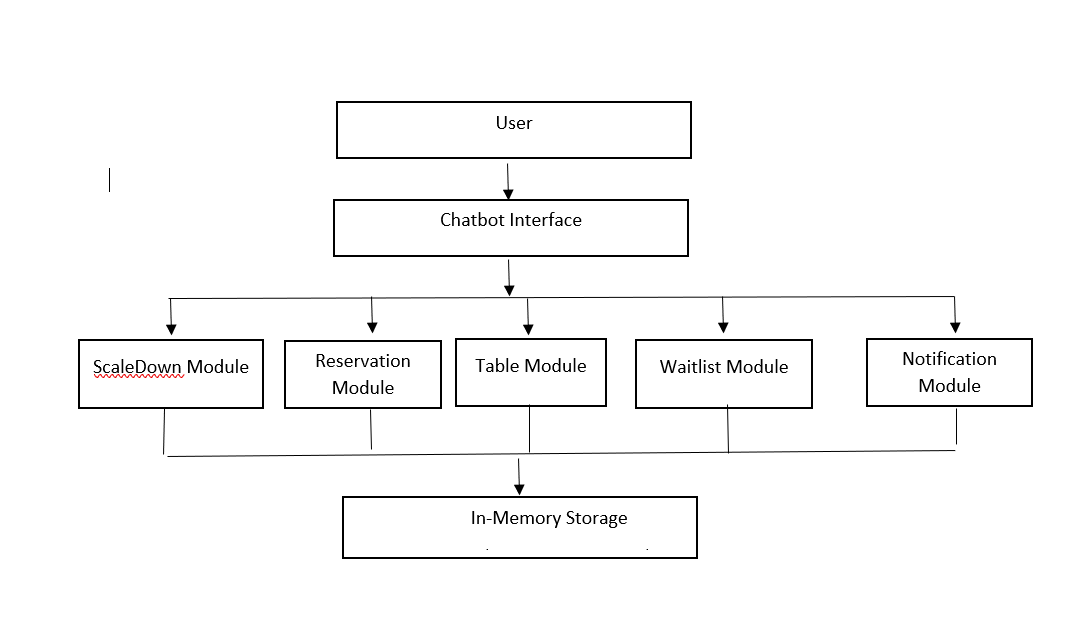 User
Chatbot Interface
ScaleDown Module
Reservation
Module
Table Module
Waitlist Module
Notification
Module
In-Memory Storage